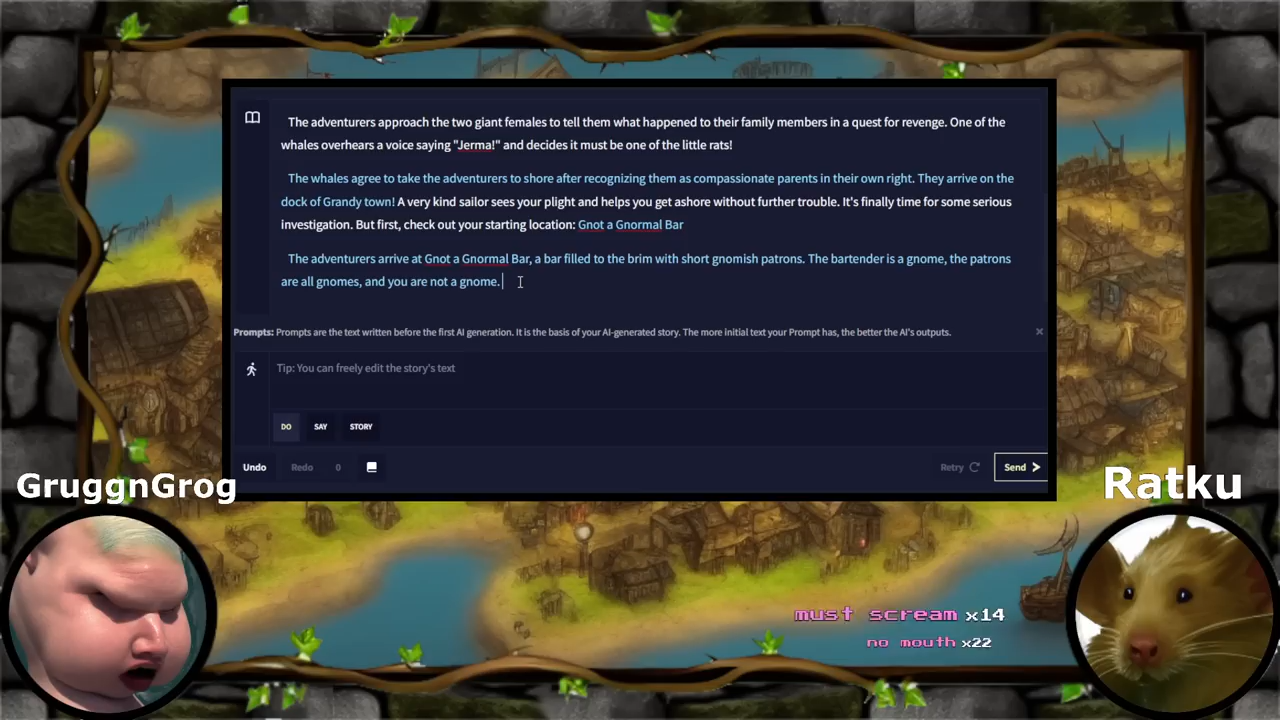 The adventurers approach the two giant females to tell them what happened to their family members in a quest for revenge. One of the
whales overhears a voice saying "Jerma!" and decides it must be one of the little rats!
The whales agree to take the adventurers to shore after recognizing them as compassionate parents in their own right. They arrive on the
dock of Grandy town! A very kind sailor sees your plight and helps you get ashore without further trouble. It's finally time for some serious
investigation. But first, check out your starting location: Gnot a Gnormal Bar
The adventurers arrive at Gnot a Gnormal Bar, a bar filled to the brim with short gnomish patrons. The bartender is a gnome, the patrons
are all gnomes, and you are not a gnome.
Prompts: Prompts are the text written before the first AI generation. It is the basis of your AI-generated story. The more initial text your Prompt has, the better the AI's outputs.
Tip: You can freely edit the story's text
DO SAY STORY
Undo Redo 0 Retry Send
GruggnGrog
Ratku
must scream x14
no mouth x22